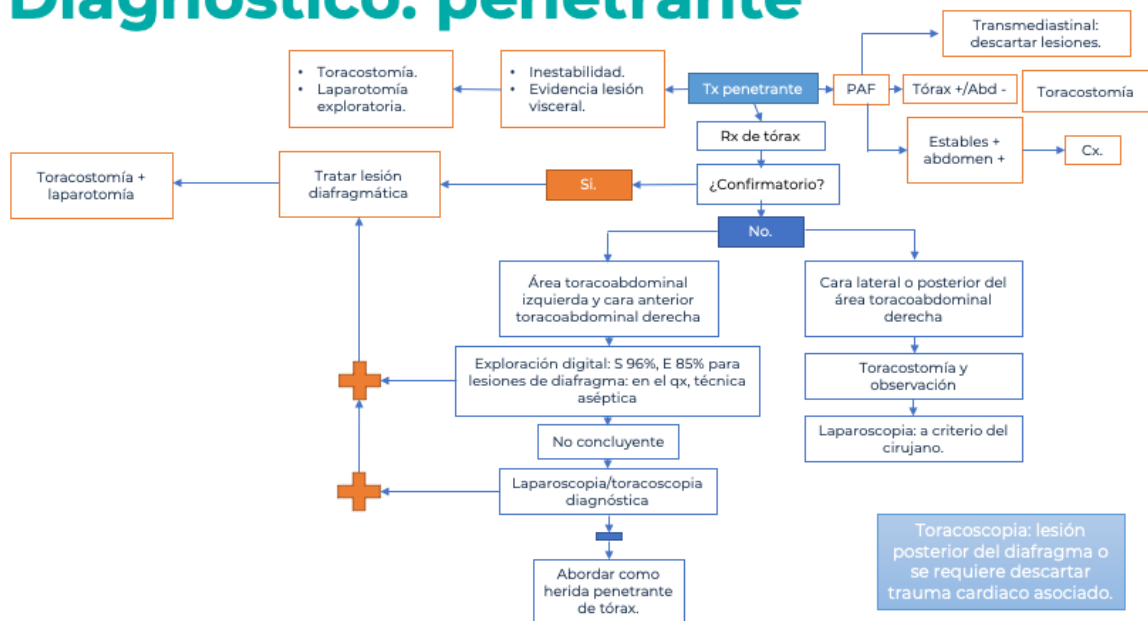 Diagnóstico: penetrante
Transmediastinal:
descartar lesiones.
• Toracostomía.
• Laparotomía
exploratoria.
• Inestabilidad.
• Evidencia lesión
visceral.
Tx penetrante
PAF
Tórax +/Abd -
Toracostomía
Rx de tórax
Estables +
abdomen +
Cx.
Toracostomía +
laparotomía
Tratar lesión
diafragmática
Si.
¿Confirmatorio?
No.
Área toracoabdominal
izquierda y cara anterior
toracoabdominal derecha
Cara lateral o posterior del
área toracoabdominal
derecha
Exploración digital: S 96%, E 85% para
lesiones de diafragma: en el qx, técnica
aséptica
Toracostomía y
observación
No concluyente
Laparoscopia: a criterio del
cirujano.
Laparoscopia/toracoscopia
diagnóstica
Abordar como
herida penetrante
de tórax.
Toracoscopia: lesión
posterior del diafragma o
se requiere descartar
trauma cardiaco asociado.